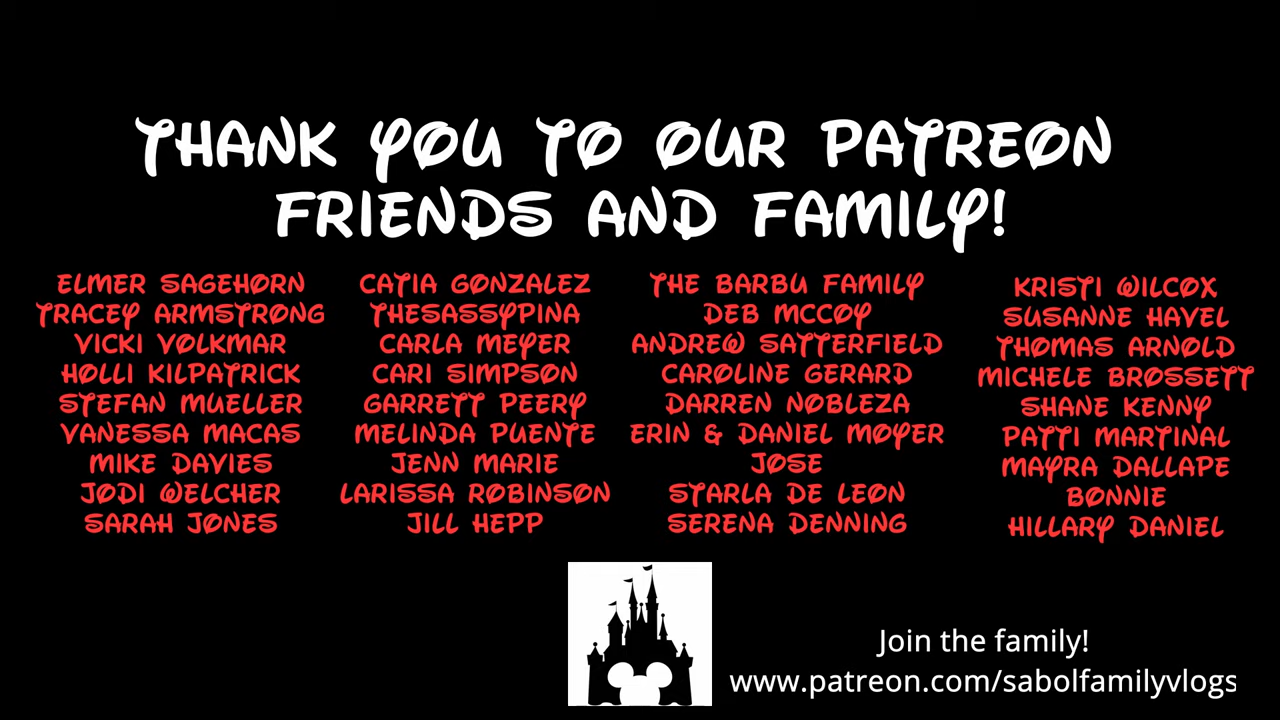 THANK YOU TO OUR PATREON
FRIENDS AND FAMILY!
ELMER SAGEHORN
TRACEY ARMSTRONG
VICKI VOLKMAR
HOLLI KILPATRICK
STEFAN MUELLER
VANESSA MACAS
MIKE DAVIES
JODI WELCHER
SARAH JONES
CATIA GONZALEZ
THESASSYPINA
CARLA MEYER
CARI SIMPSON
GARRETT PEERY
MELINDA PUENTE
JENN MARIE
LARISSA ROBINSON
JILL HEPP
THE BARBU FAMILY
DEB MCCOY
ANDREW SATTERFIELD
CAROLINE GERARD
DARREN NOBLEZA
ERIN & DANIEL MOYER
JOSE
STARLA DE LEON
SERENA DENNING
KRISTI WILCOX
SUSANNE HAVEL
THOMAS ARNOLD
MICHELE BROSSETT
SHANE KENNY
PATTI MARTINAL
MAYRA DALLAPE
BONNIE
HILLARY DANIEL
Join the family!
www.patreon.com/sabolfamilyvlogs